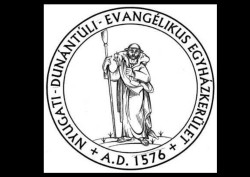 NYUGATI-DUNÁNTÚLI-EVANGÉLIKUS EGYHÁZKERÜLET
+ A.D. 1576 +